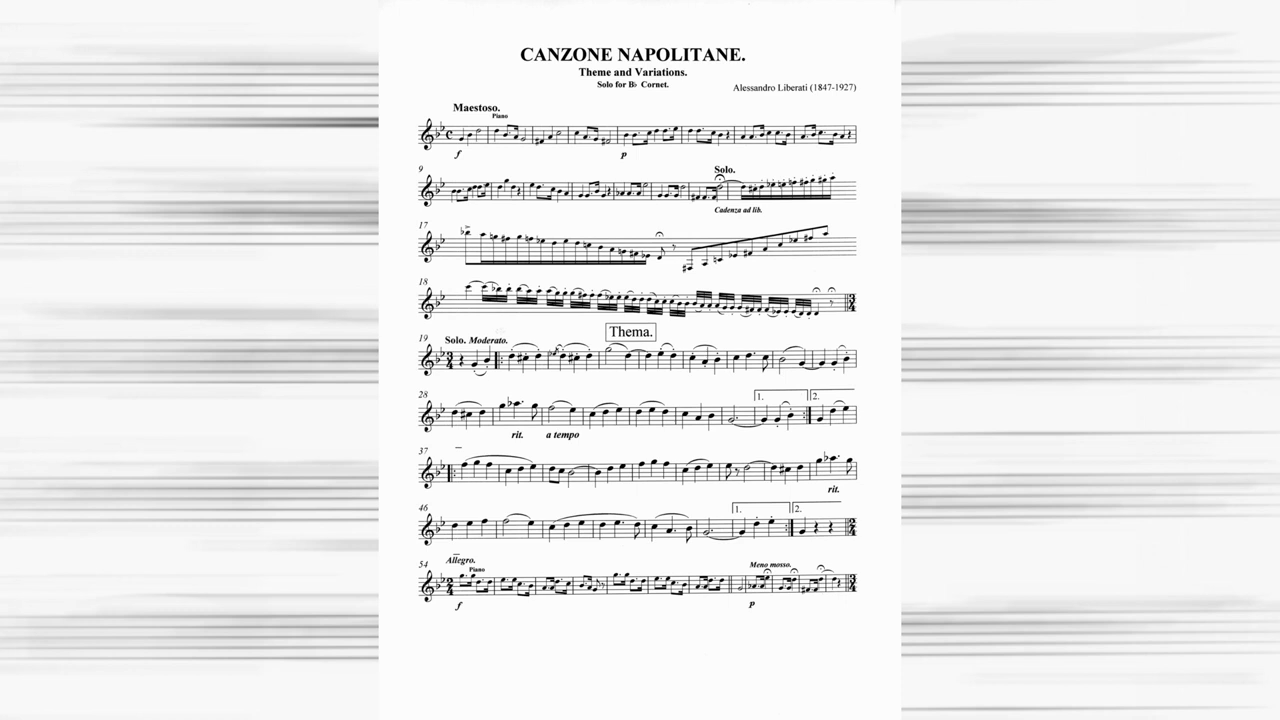 CANZONE NAPOLITANE.
Theme and Variations.
Solo for B♭ Cornet.
Alessandro Liberati (1847-1927)
Maestoso.
Piano
f
p
9
Solo.
Cadenza ad lib.
17
18
19
Solo. Moderato.
Thema.
28
1.
2.
rit.
a tempo
37
rit.
46
1.
2.
54
Allegro.
Piano
Meno mosso.
f
p